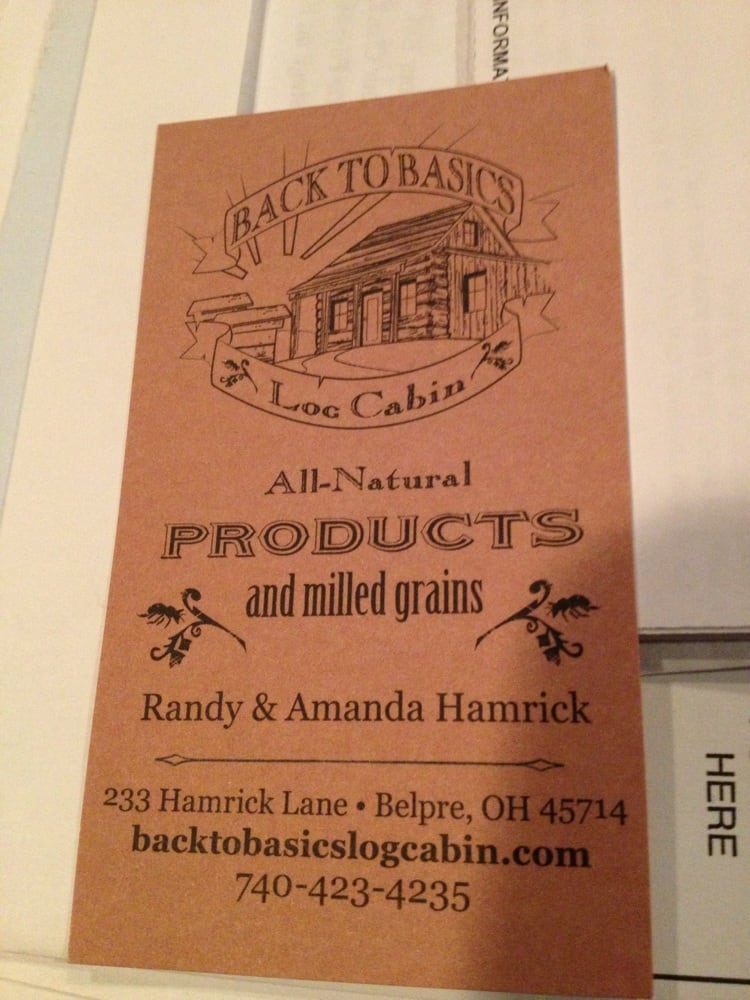 INFORMA
BACK TO BASICS
Log Cabin
All-Natural
PRODUCTS
and milled grains
Randy & Amanda Hamrick
233 Hamrick Lane • Belpre, OH 45714
backtobasicslogcabin.com
740-423-4235
HERE